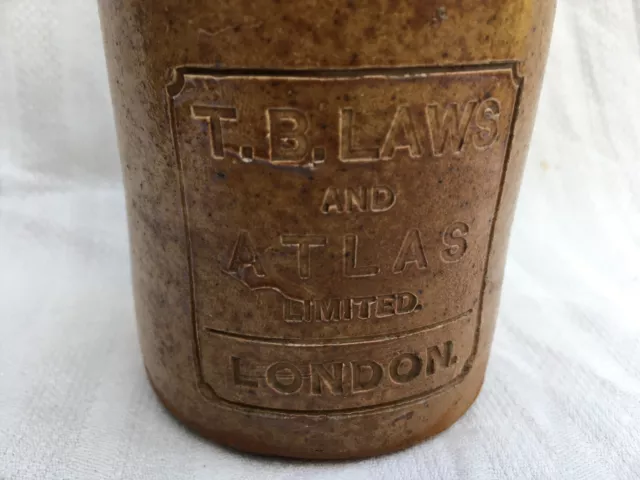 T.B. LAWS
AND
ATLAS
LIMITED.
LONDON.